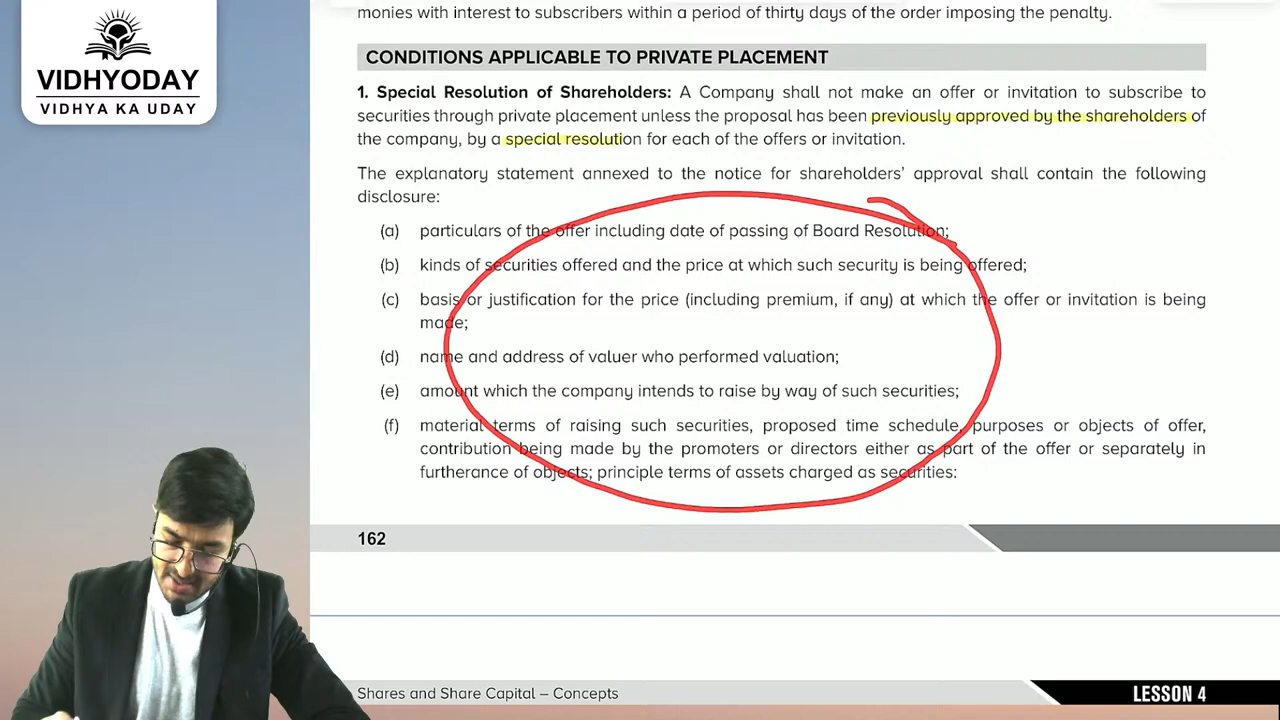 VIDHYODAY
VIDHYA KA UDAY
monies with interest to subscribers within a period of thirty days of the order imposing the penalty.
CONDITIONS APPLICABLE TO PRIVATE PLACEMENT
1. Special Resolution of Shareholders: A Company shall not make an offer or invitation to subscribe to
securities through private placement unless the proposal has been previously approved by the shareholders of
the company, by a special resolution for each of the offers or invitation.
The explanatory statement annexed to the notice for shareholders' approval shall contain the following
disclosure:
(a) particulars of the offer including date of passing of Board Resolution;
(b) kinds of securities offered and the price at which such security is being offered;
(c) basis or justification for the price (including premium, if any) at which the offer or invitation is being
made;
(d) name and address of valuer who performed valuation;
(e) amount which the company intends to raise by way of such securities;
(f) material terms of raising such securities, proposed time schedule, purposes or objects of offer,
contribution being made by the promoters or directors either as part of the offer or separately in
furtherance of objects; principle terms of assets charged as securities:
162
Shares and Share Capital – Concepts
LESSON 4